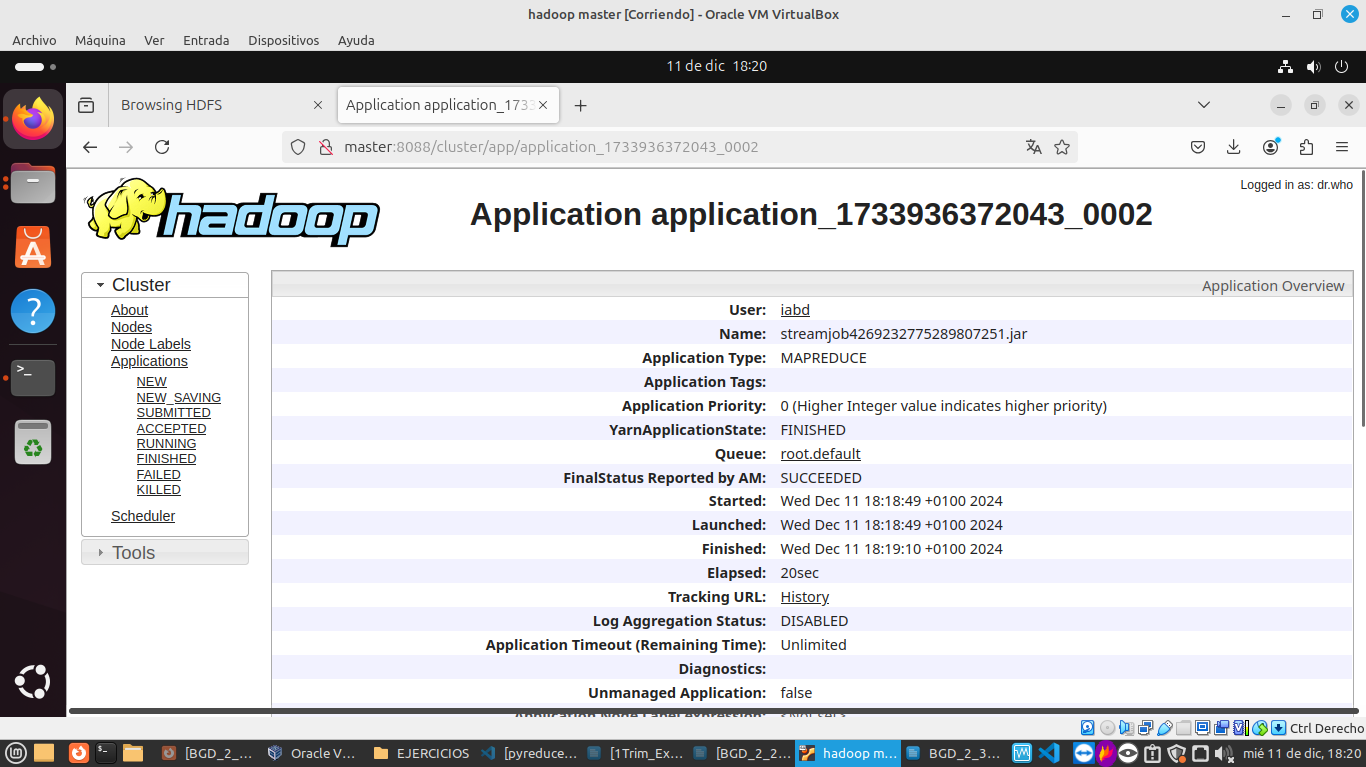 hadoop master [Corriendo] - Oracle VM VirtualBox
Archivo Máquina Ver Entrada Dispositivos Ayuda
11 de dic 18:20
Browsing HDFS
Application application_1733
master:8088/cluster/app/application_1733936372043_0002
Logged in as: dr.who
hadoop
Application application_1733936372043_0002
Cluster
About
Nodes
Node Labels
Applications
NEW
NEW_SAVING
SUBMITTED
ACCEPTED
RUNNING
FINISHED
FAILED
KILLED
Scheduler
Tools
Application Overview
User: iabd
Name: streamjob4269232775289807251.jar
Application Type: MAPREDUCE
Application Tags:
Application Priority: 0 (Higher Integer value indicates higher priority)
YarnApplicationState: FINISHED
Queue: root.default
FinalStatus Reported by AM: SUCCEEDED
Started: Wed Dec 11 18:18:49 +0100 2024
Launched: Wed Dec 11 18:18:49 +0100 2024
Finished: Wed Dec 11 18:19:10 +0100 2024
Elapsed: 20sec
Tracking URL: History
Log Aggregation Status: DISABLED
Application Timeout (Remaining Time): Unlimited
Diagnostics:
Unmanaged Application: false
Application Node Label expression: <Not set>
Ctrl Derecho
[BGD_2_... Oracle V... EJERCICIOS [pyreduce... [1Trim_Ex... [BGD_2_2... hadoop m... BGD_2_3... mié 11 de dic, 18:20